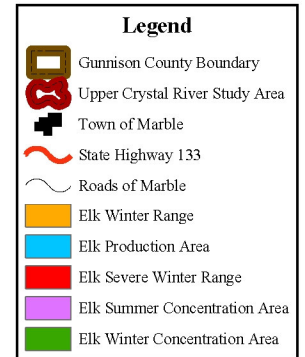 Legend
Gunnison County Boundary
Upper Crystal River Study Area
Town of Marble
State Highway 133
Roads of Marble
Elk Winter Range
Elk Production Area
Elk Severe Winter Range
Elk Summer Concentration Area
Elk Winter Concentration Area